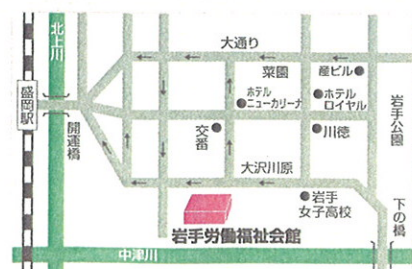 北上川
大通り
菜園
産ビル
ホテル
ニューカリーナ
ホテル
ロイヤル
盛岡駅
開運橋
交番
川徳
岩手公園
大沢川原
岩手
女子高校
下の橋
岩手労働福祉会館
中津川